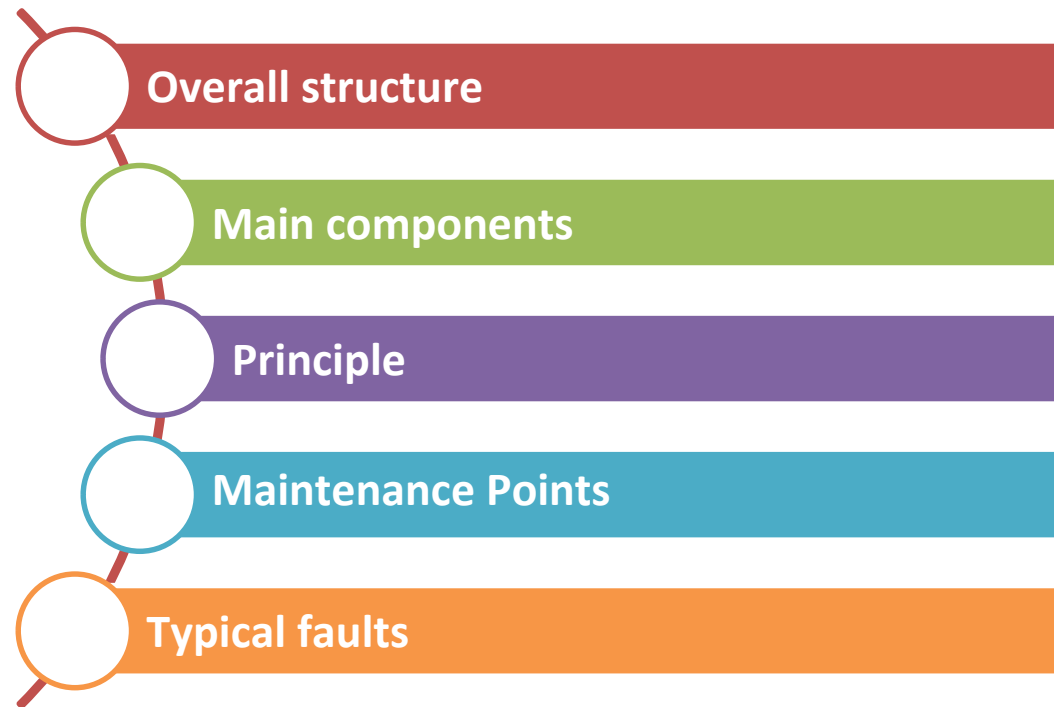 Overall structure
Main components
Principle
Maintenance Points
Typical faults